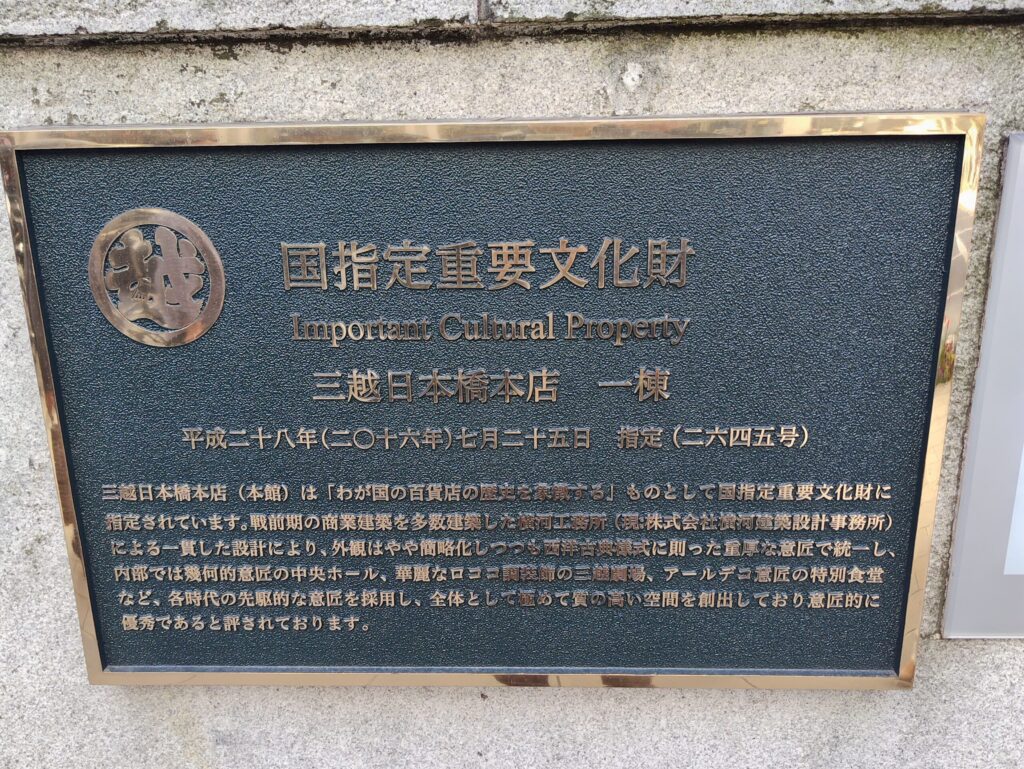 越
国指定重要文化財
Important Cultural Property
三越日本橋本店　一棟
平成二十八年(二〇十六年)七月二十五日　指定(二六四五号)
三越日本橋本店（本館）は「わが国の百貨店の歴史を象徴する」ものとして国指定重要文化財に
指定されています。戦前期の商業建築を多数建築した横河工務所（現:株式会社横河建築設計事務所）
による一貫した設計により、外観はやや簡略化しつつも西洋古典様式に則った重厚な意匠で統一し、
内部では幾何的意匠の中央ホール、華麗なロココ調装飾の三越劇場、アールデコ意匠の特別食堂
など、各時代の先駆的な意匠を採用し、全体として極めて質の高い空間を創出しており意匠的に
優秀であると評されております。